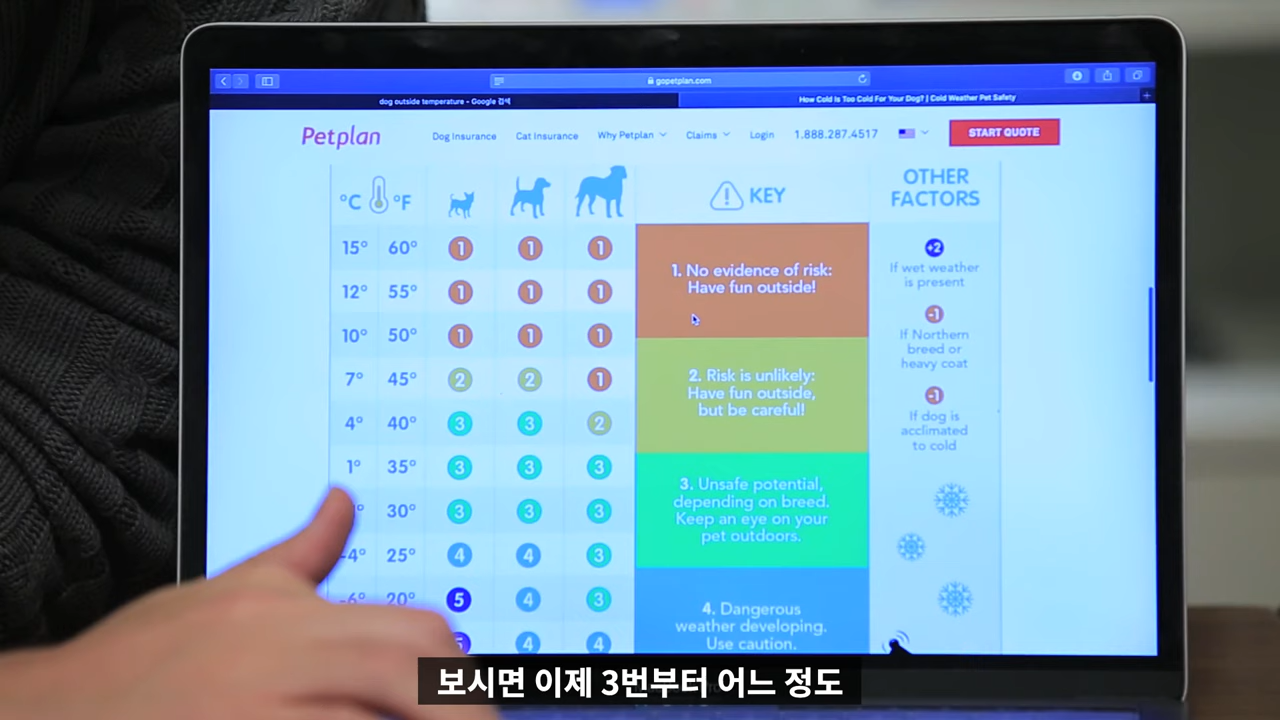 gopetplan.com
dog outside temperature - Google 검색
How Cold Is Too Cold For Your Dog? | Cold Weather Pet Safety
Petplan
Dog Insurance
Cat Insurance
Why Petplan
Claims
Login
1.888.287.4517
START QUOTE
°C °F
KEY
OTHER
FACTORS
15° 60° 1 1 1
12° 55° 1 1 1
10° 50° 1 1 1
7° 45° 2 2 1
4° 40° 3 3 2
1° 35° 3 3 3
30° 3 3 3
-4° 25° 4 4 3
-6° 20° 5 4 3
5 4 4
1. No evidence of risk:
Have fun outside!
2. Risk is unlikely:
Have fun outside,
but be careful!
3. Unsafe potential,
depending on breed.
Keep an eye on your
pet outdoors.
4. Dangerous
weather developing.
Use caution.
+2
If wet weather
is present
-1
If Northern
breed or
heavy coat
-1
If dog is
acclimated
to cold
보시면 이제 3번부터 어느 정도